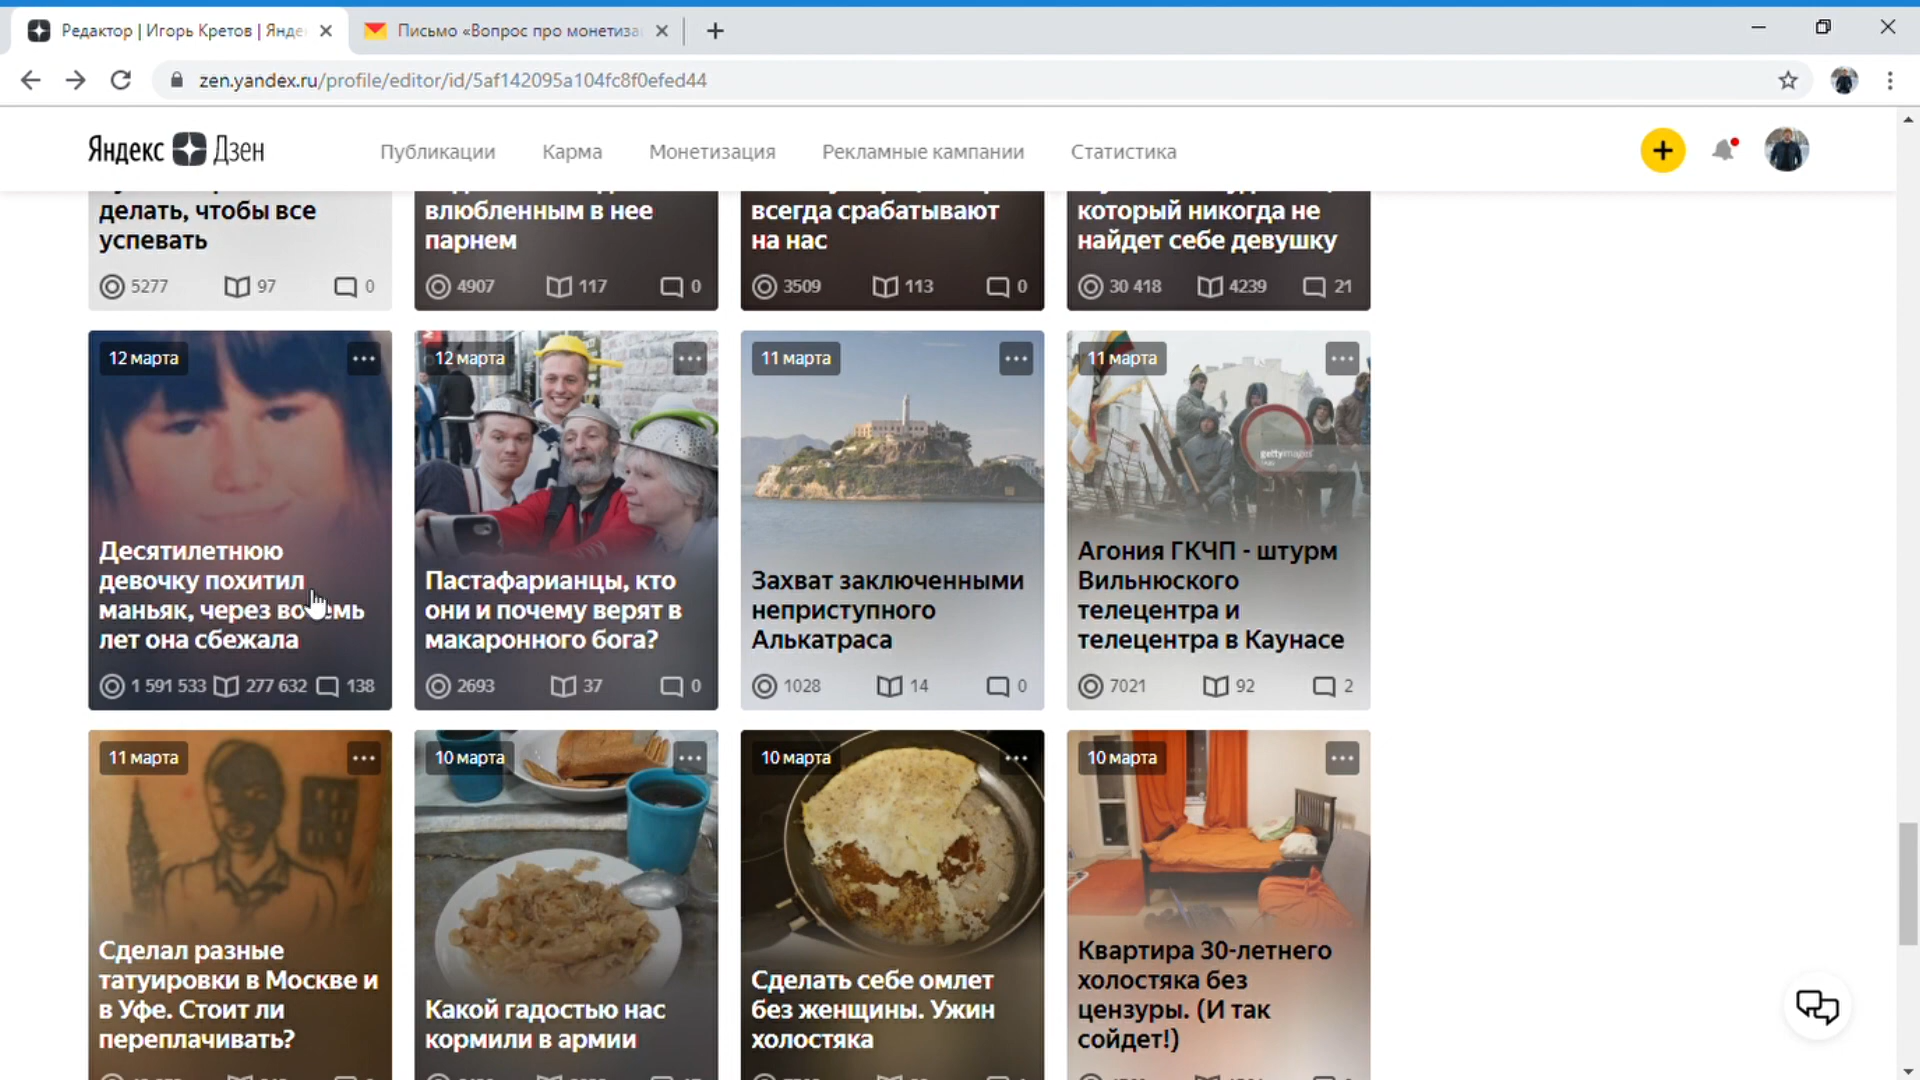 Редактор | Игорь Кретов | Янде
Письмо «Вопрос про монетиза
zen.yandex.ru/profile/editor/id/5af142095a104fc8f0efed44
Яндекс Дзен
Публикации
Карма
Монетизация
Рекламные кампании
Статистика
делать, чтобы все
успевать
5277
97
0
влюбленным в нее
парнем
4907
117
0
всегда срабатывают
на нас
3509
113
0
который никогда не
найдет себе девушку
30 418
4239
21
12 марта
Десятилетнюю
девочку похитил
маньяк, через восемь
лет она сбежала
1 591 533
277 632
138
12 марта
Пастафарианцы, кто
они и почему верят в
макаронного бога?
2693
37
0
11 марта
Захват заключенными
неприступного
Алькатраса
1028
14
0
11 марта
gettyimages
Агония ГКЧП - штурм
Вильнюского
телецентра и
телецентра в Каунасе
7021
92
2
11 марта
Сделал разные
татуировки в Москве и
в Уфе. Стоит ли
переплачивать?
10 марта
Какой гадостью нас
кормили в армии
10 марта
Сделать себе омлет
без женщины. Ужин
холостяка
10 марта
Квартира 30-летнего
холостяка без
цензуры. (И так
сойдет!)